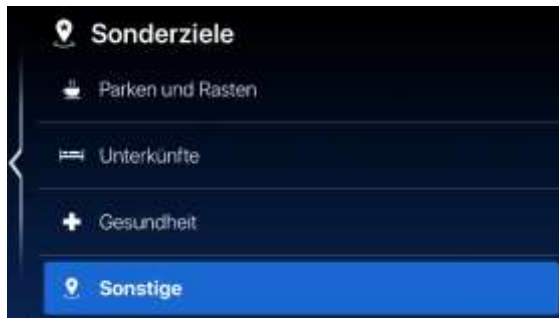 Sonderziele
Parken und Rasten
Unterkünfte
Gesundheit
Sonstige